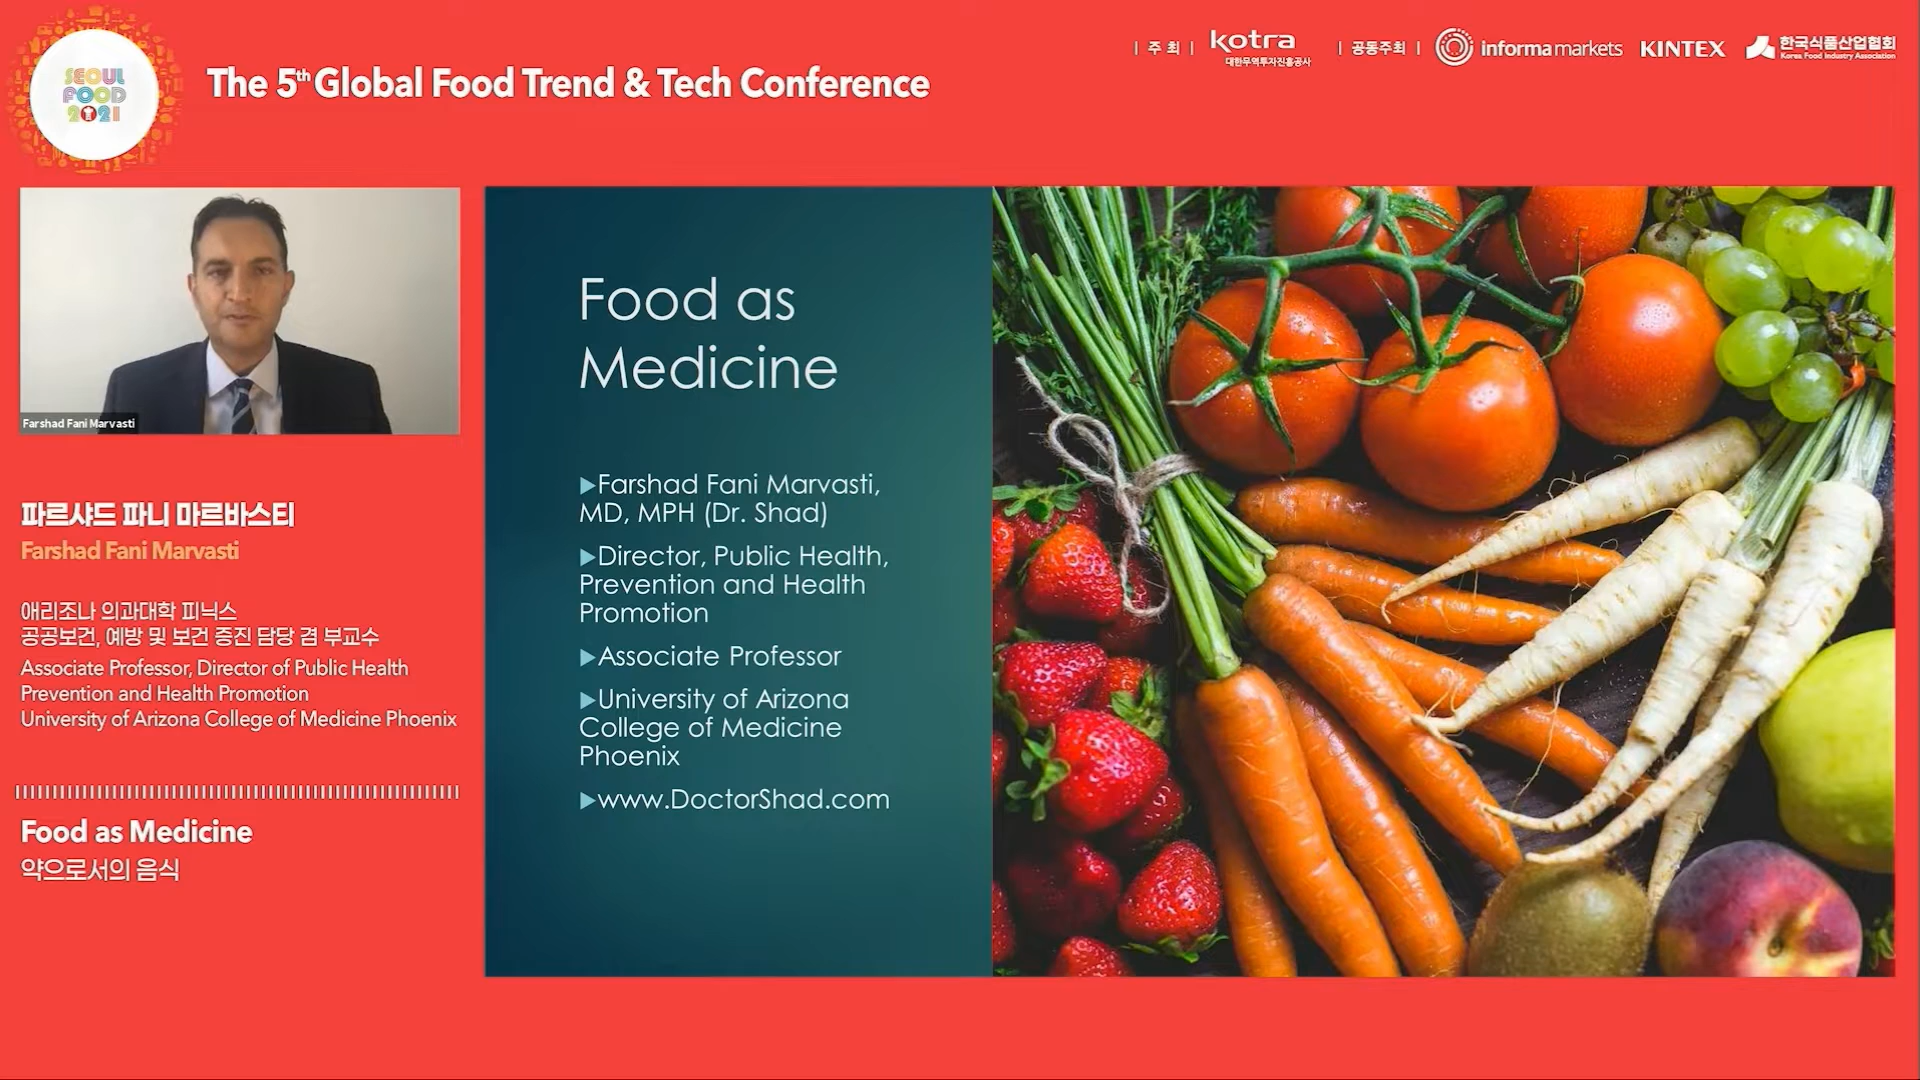 SEOUL
FOOD
2021
The 5th Global Food Trend & Tech Conference
| 주 최 |
kotra
대한무역투자진흥공사
| 공동주최 |
informa markets
KINTEX
한국식품산업협회
Korea Food Industry Association
Farshad Fani Marvasti
파르샤드 파니 마르바스티
Farshad Fani Marvasti
애리조나 의과대학 피닉스
공공보건, 예방 및 보건 증진 담당 겸 부교수
Associate Professor, Director of Public Health
Prevention and Health Promotion
University of Arizona College of Medicine Phoenix
Food as Medicine
약으로서의 음식
Food as
Medicine
▶Farshad Fani Marvasti,
MD, MPH (Dr. Shad)
▶Director, Public Health,
Prevention and Health
Promotion
▶Associate Professor
▶University of Arizona
College of Medicine
Phoenix
▶www.DoctorShad.com